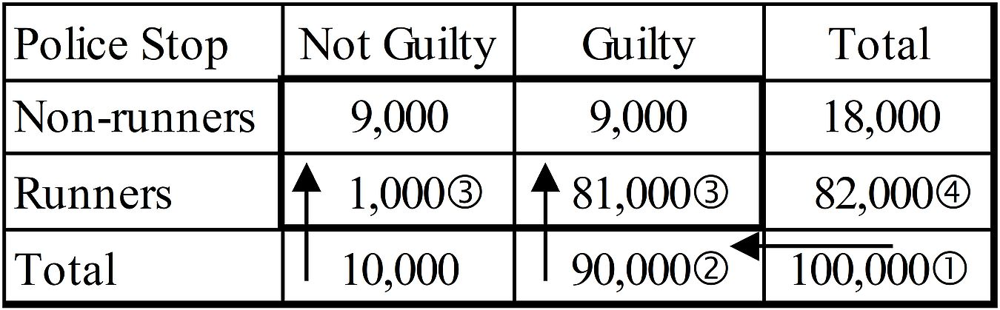 Police Stop Not Guilty Guilty Total
Non-runners 9,000 9,000 18,000
Runners 1,000③ 81,000③ 82,000④
Total 10,000 90,000② 100,000①